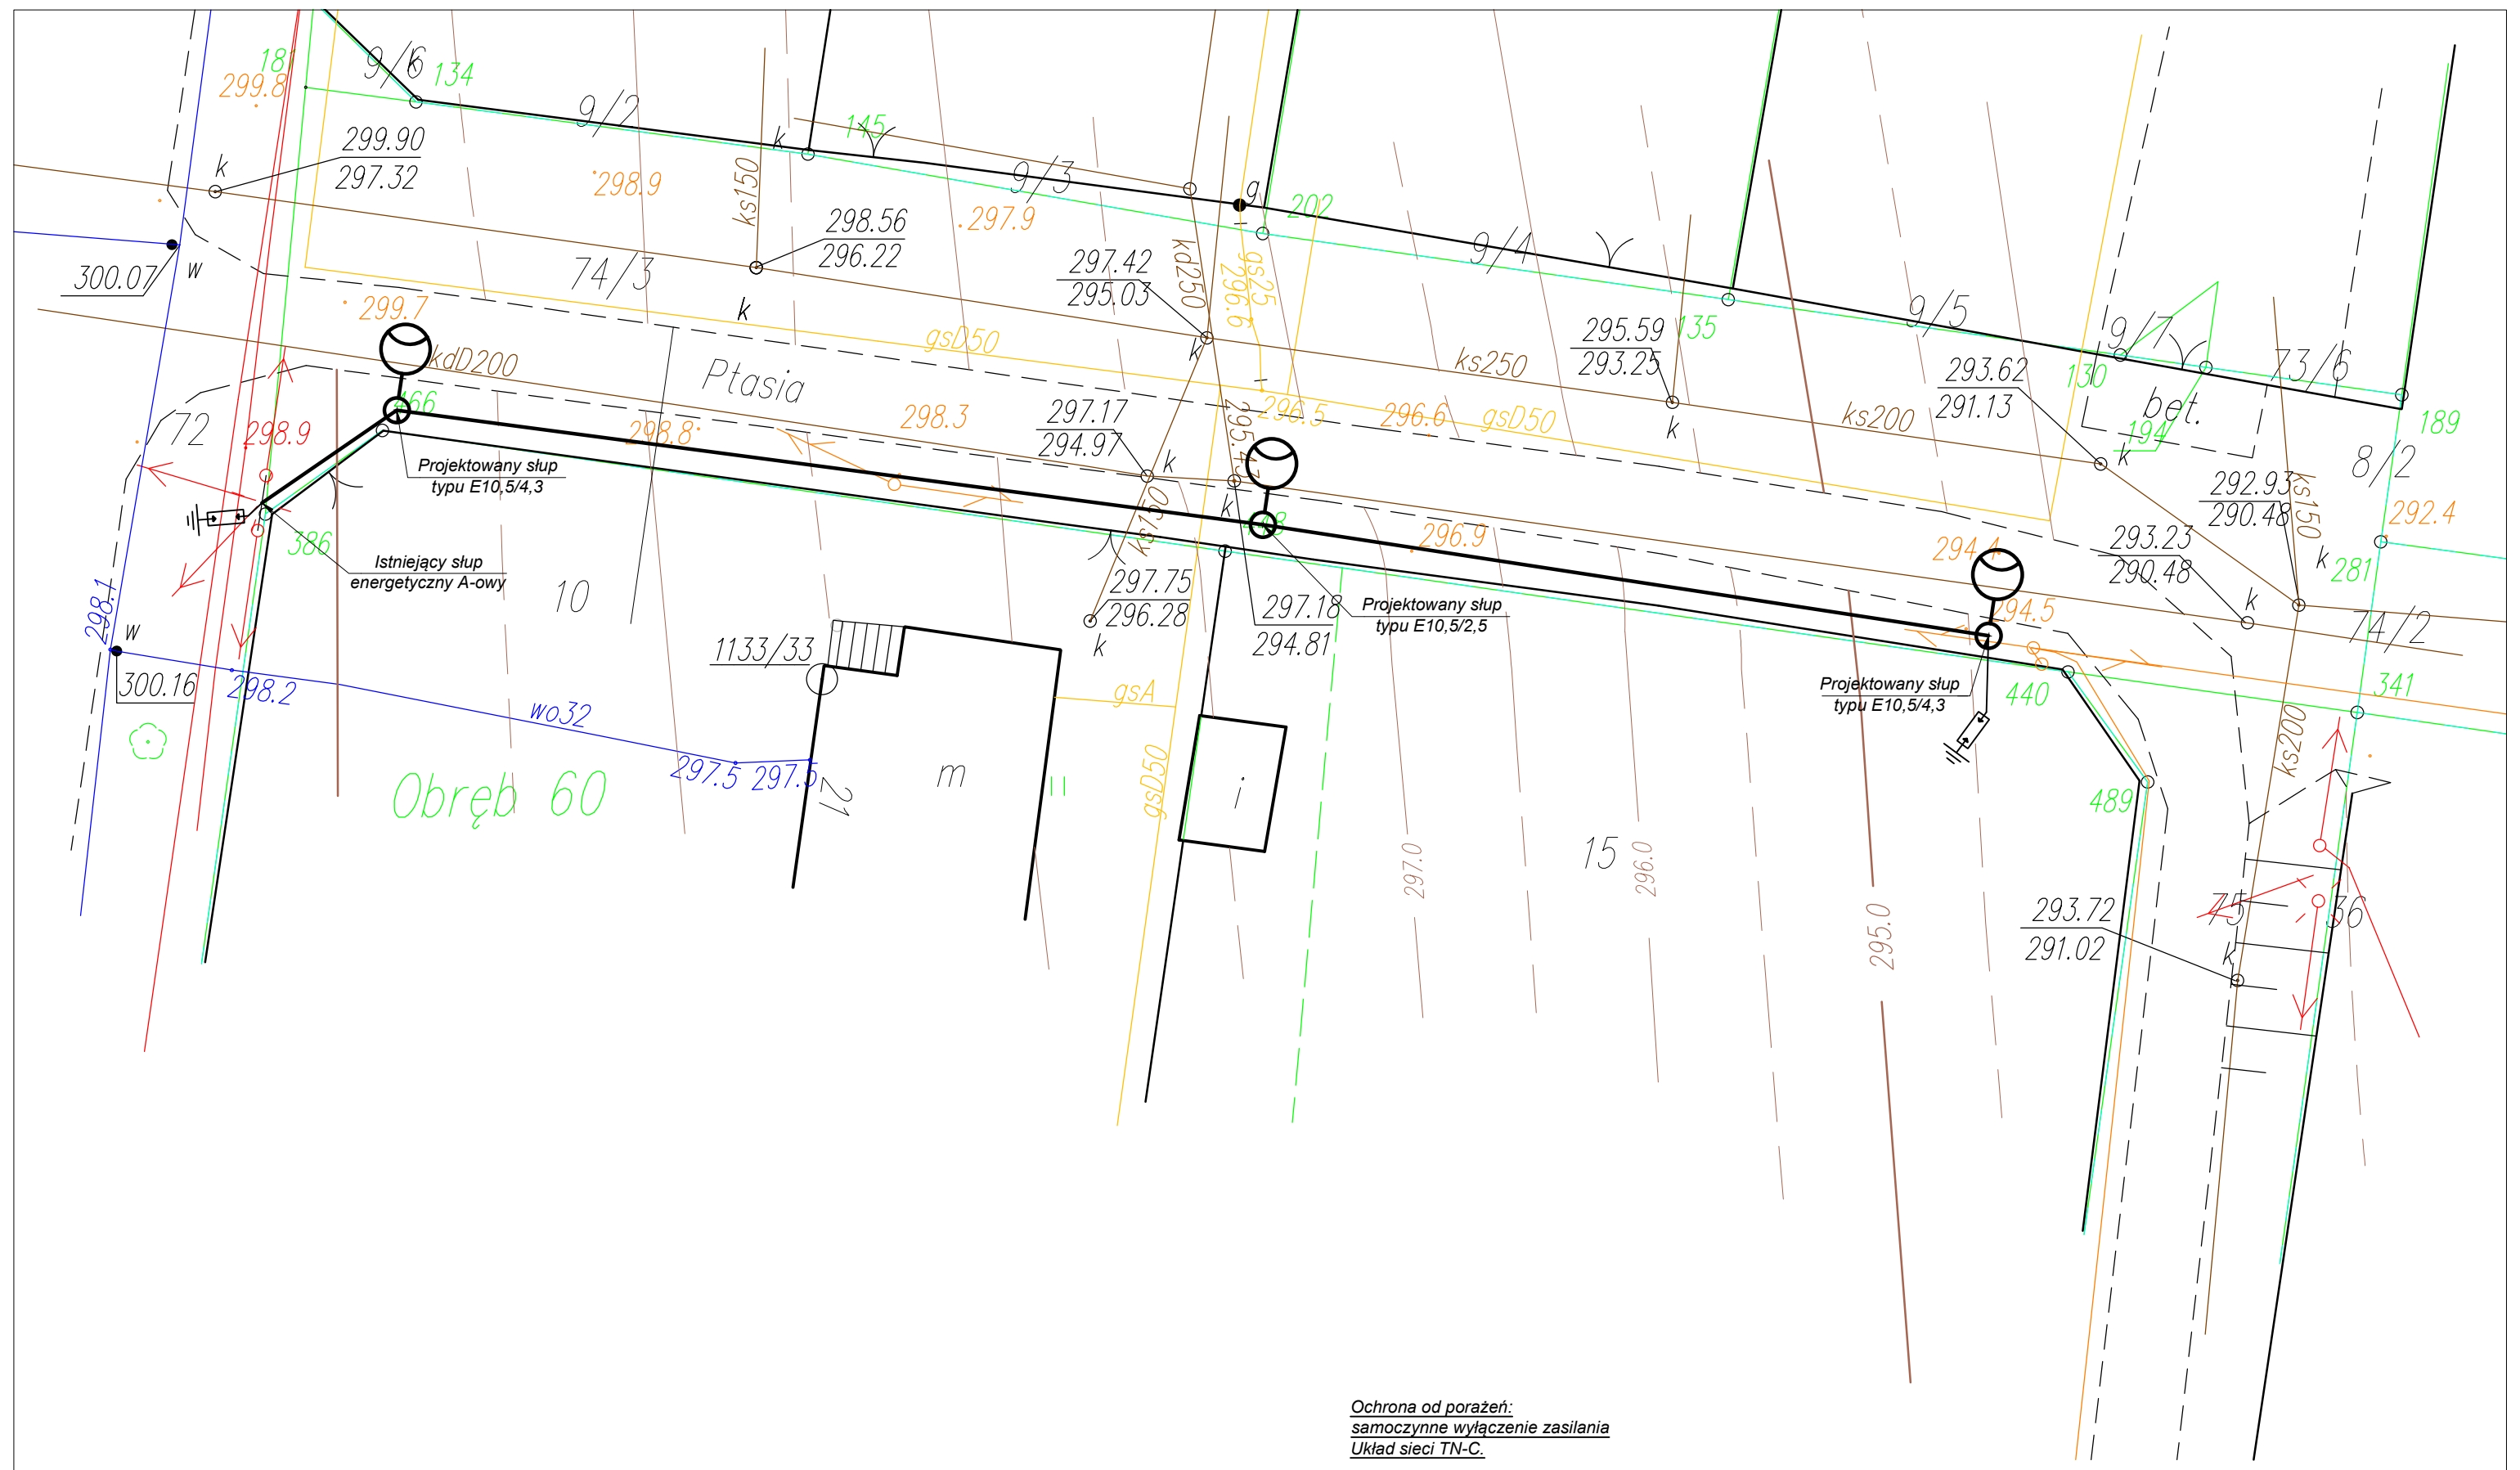 9/6
k
134
18
299.8
9/2
299.90
297.32
k
k
145
ks150
298.9
9/3
297.9
g
202
298.56
296.22
kd250
gs25
296.6
9/4
297.42
295.03
300.07
w
74/3
299.7
k
gsD50
k
295.59
293.25
135
9/5
9/7
73/6
130
ks250
kdD200
Ptasia
293.62
291.13
bet.
194
189
466
72
298.9
298.8
298.3
297.17
294.97
k
295.43
296.5
296.6
gsD50
k
ks200
k
8/2
Projektowany słup
typu E10,5/4,3
k
292.93
290.48
ks150
292.4
386
ks150
296.9
294.4
293.23
290.48
k
281
Istniejący słup
energetyczny A-owy
10
297.75
296.28
k
297.18
294.81
Projektowany słup
typu E10,5/2,5
294.5
k
74/2
298.1
w
1133/33
300.16
298.2
wo32
gsA
Projektowany słup
typu E10,5/4,3
440
341
ks200
297.5
297.5
21
m
gsD50
i
Obręb 60
489
15
297.0
296.0
295.0
293.72
291.02
75
36
k
Ochrona od porażeń:
samoczynne wyłączenie zasilania
Układ sieci TN-C.